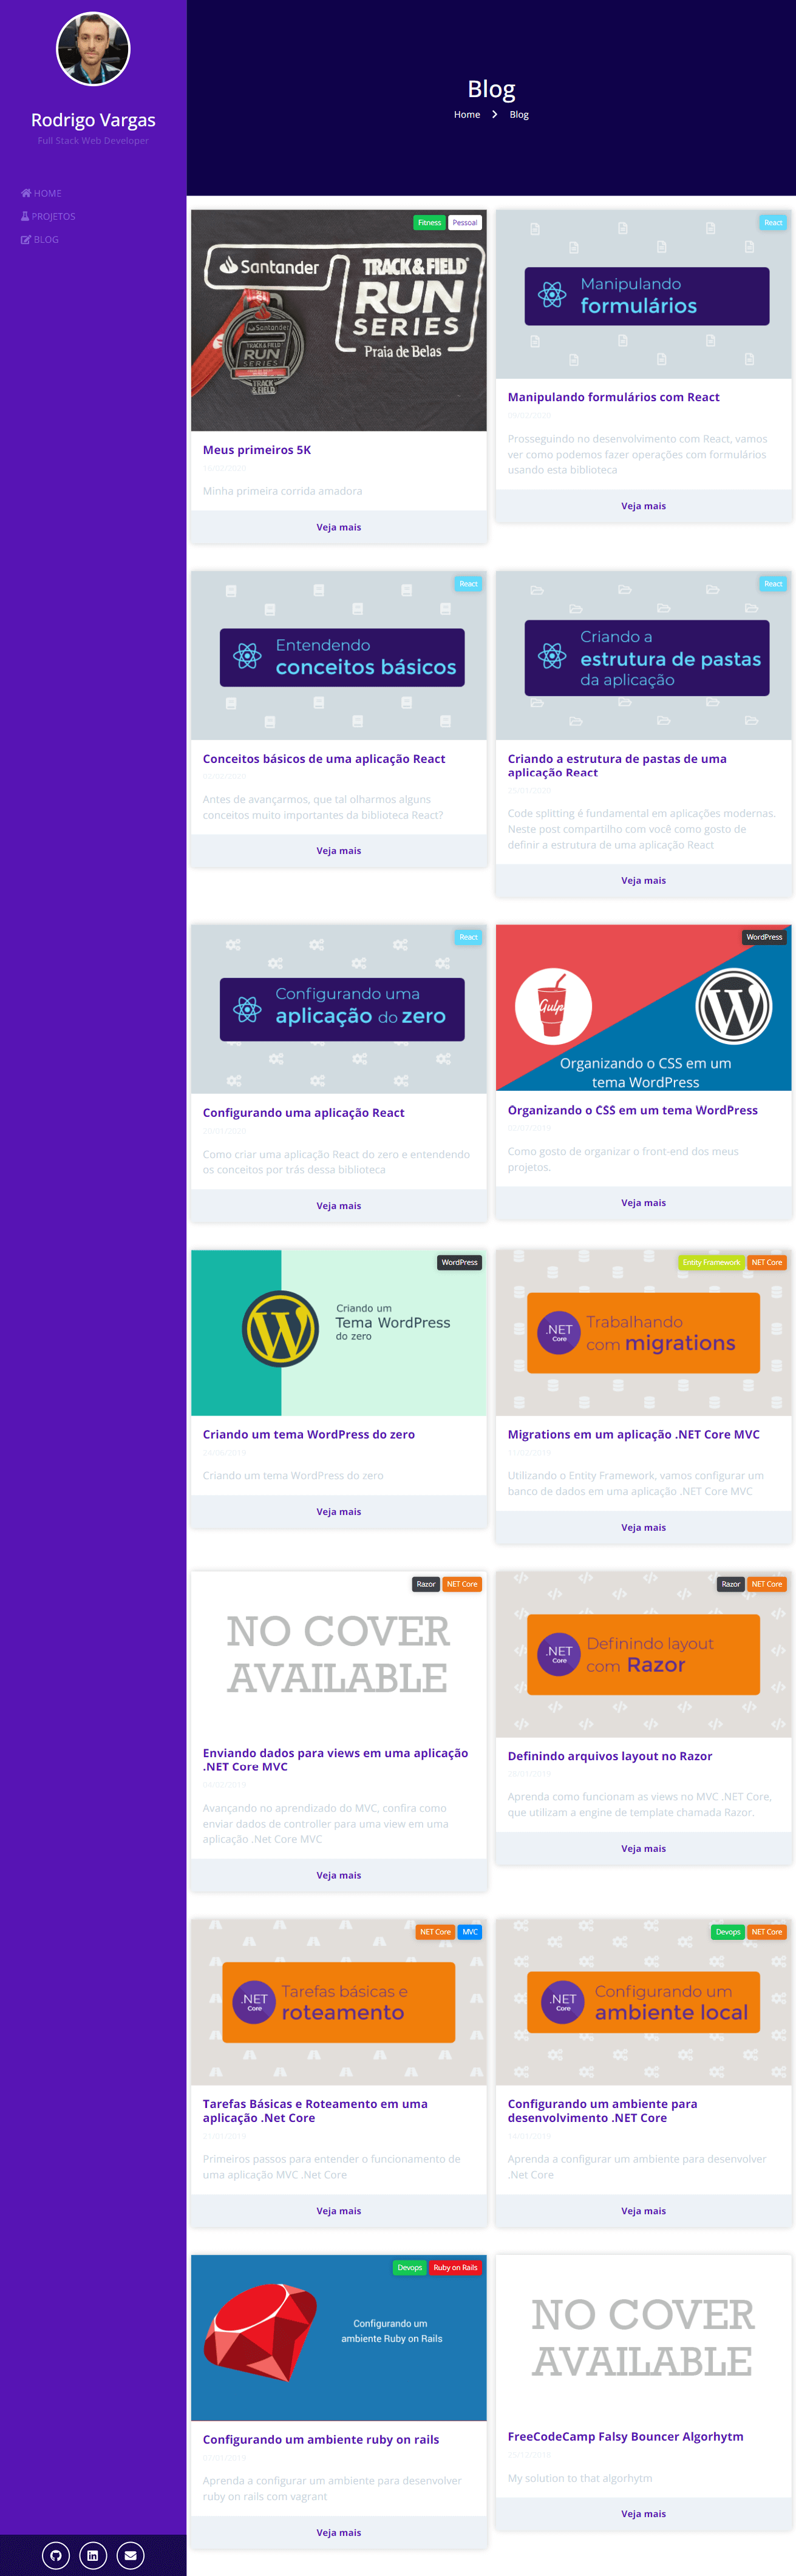 Rodrigo Vargas
Full Stack Web Developer
HOME
PROJETOS
BLOG
Blog
Home
Blog
Fitness
Pessoal
Santander
TRACK&FIELD
RUN
SERIES
Praia de Belas
Santander
TRACK&FIELD
RUN
SERIES
TRACK&
FIELD
Meus primeiros 5K
Minha primeira corrida amadora
Veja mais
React
Manipulando
formulários
Manipulando formulários com React
Prosseguindo no desenvolvimento com React, vamos
ver como podemos fazer operações com formulários
usando esta biblioteca
Veja mais
React
Entendendo
conceitos básicos
Conceitos básicos de uma aplicação React
Antes de avançarmos, que tal olharmos alguns
conceitos muito importantes da biblioteca React?
Veja mais
React
Criando a
estrutura de pastas
da aplicação
Criando a estrutura de pastas de uma
aplicação React
Code splitting é fundamental em aplicações modernas.
Neste post compartilho com você como gosto de
definir a estrutura de uma aplicação React
Veja mais
React
Configurando uma
aplicação do zero
Configurando uma aplicação React
Como criar uma aplicação React do zero e entendendo
os conceitos por trás dessa biblioteca
Veja mais
WordPress
Gulp
Organizando o CSS em um
tema WordPress
Organizando o CSS em um tema WordPress
Como gosto de organizar o front-end dos meus
projetos.
Veja mais
WordPress
Criando um
Tema WordPress
do zero
Criando um tema WordPress do zero
Criando um tema WordPress do zero
Veja mais
Entity Framework
NET Core
.NET
Core
Trabalhando
com migrations
Migrations em um aplicação .NET Core MVC
Utilizando o Entity Framework, vamos configurar um
banco de dados em uma aplicação .NET Core MVC
Veja mais
Razor
NET Core
NO COVER
AVAILABLE
Enviando dados para views em uma aplicação
.NET Core MVC
Avançando no aprendizado do MVC, confira como
enviar dados de controller para uma view em uma
aplicação .Net Core MVC
Veja mais
Razor
NET Core
.NET
Core
Definindo layout
com Razor
Definindo arquivos layout no Razor
Aprenda como funcionam as views no MVC .NET Core,
que utilizam a engine de template chamada Razor.
Veja mais
NET Core
MVC
.NET
Core
Tarefas básicas e
roteamento
Tarefas Básicas e Roteamento em uma
aplicação .Net Core
Primeiros passos para entender o funcionamento de
uma aplicação MVC .Net Core
Veja mais
Devops
NET Core
.NET
Core
Configurando um
ambiente local
Configurando um ambiente para
desenvolvimento .NET Core
Aprenda a configurar um ambiente para desenvolver
.Net Core
Veja mais
Devops
Ruby on Rails
Configurando um
ambiente Ruby on Rails
Configurando um ambiente ruby on rails
Aprenda a configurar um ambiente para desenvolver
ruby on rails com vagrant
Veja mais
NO COVER
AVAILABLE
FreeCodeCamp Falsy Bouncer Algorhytm
My solution to that algorhytm
Veja mais